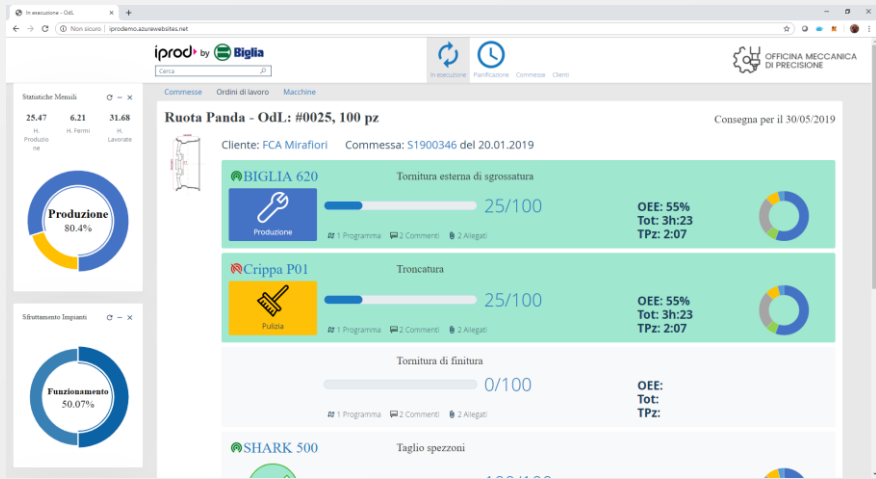 In esecuzione - OdL
Non sicuro | iprodemo.azurewebsites.net
iprod by Biglia
Cerca
In esecuzione Pianificazione Commesse Clienti
OFFICINA MECCANICA
DI PRECISIONE
Commesse Ordini di lavoro Macchine
Statistiche Mensili
25.47 6.21 31.68
H. Produzio ne
H. Fermi
H. Lavorate
Produzione
80.4%
Sfruttamento Impianti
Funzionamento
50.07%
Ruota Panda - OdL: #0025, 100 pz
Consegna per il 30/05/2019
Cliente: FCA Mirafiori Commessa: S1900346 del 20.01.2019
BIGLIA 620
Tornitura esterna di sgrossatura
Produzione
25/100
1 Programma 2 Commenti 2 Allegati
OEE: 55%
Tot: 3h:23
TPz: 2:07
Crippa P01
Troncatura
Pulizia
25/100
1 Programma 2 Commenti 2 Allegati
OEE: 55%
Tot: 3h:23
TPz: 2:07
Tornitura di finitura
0/100
1 Programma 2 Commenti 2 Allegati
OEE:
Tot:
TPz:
SHARK 500
Taglio spezzoni